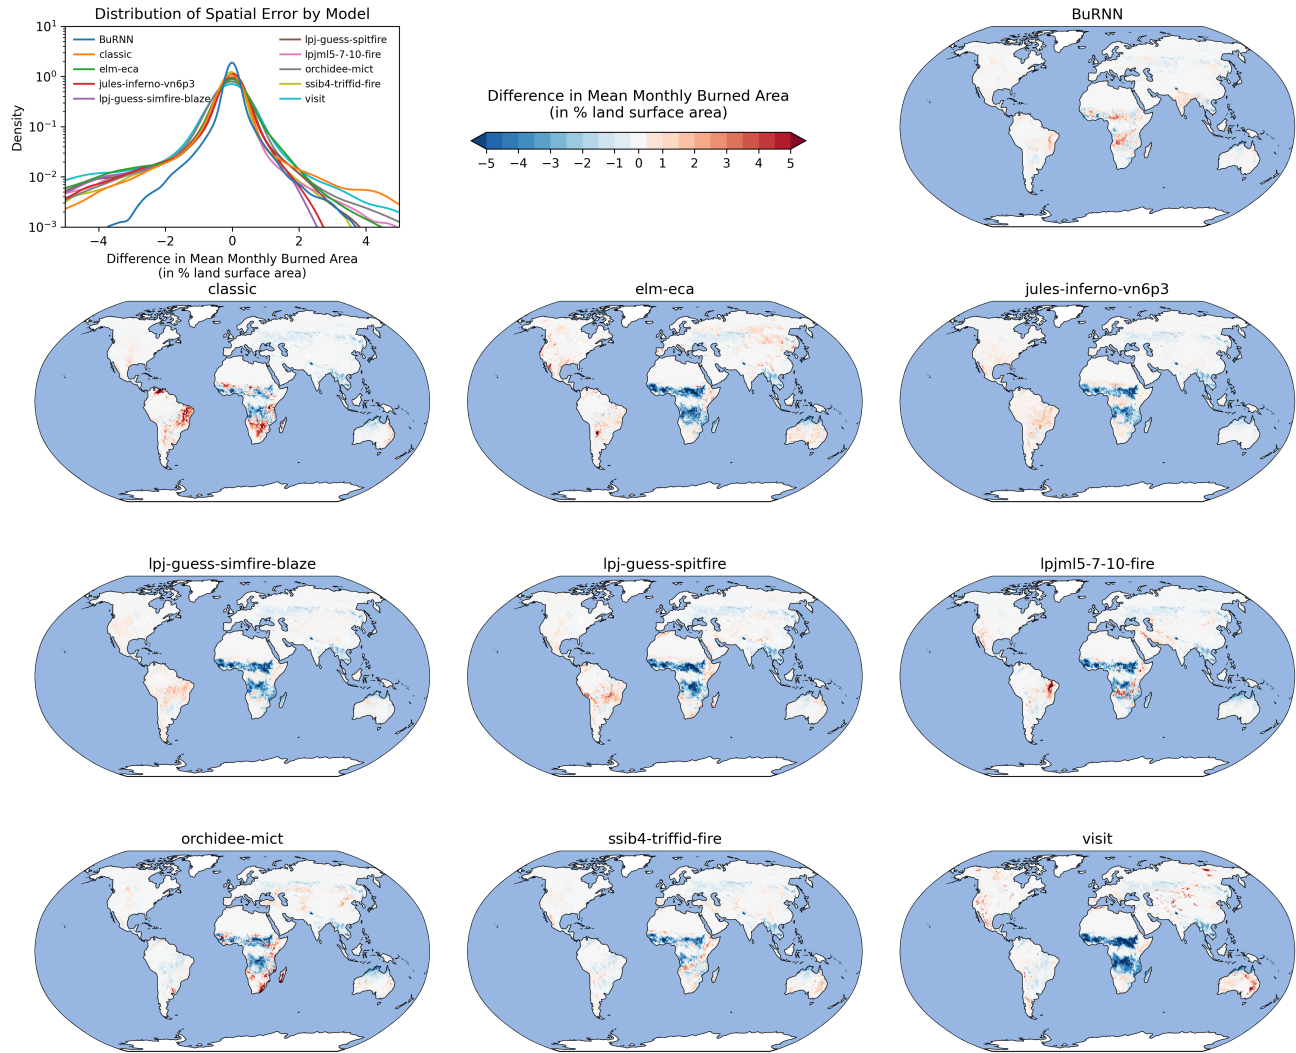 Distribution of Spatial Error by Model
10¹
10⁰
10⁻¹
10⁻²
10⁻³
Density
BuRNN
classic
elm-eca
jules-inferno-vn6p3
lpj-guess-simfire-blaze
lpj-guess-spitfire
lpjml5-7-10-fire
orchidee-mict
ssib4-triffid-fire
visit
−4 −2 0 2 4
Difference in Mean Monthly Burned Area
(in % land surface area)
Difference in Mean Monthly Burned Area
(in % land surface area)
−5 −4 −3 −2 −1 0 1 2 3 4 5
BuRNN
classic
elm-eca
jules-inferno-vn6p3
lpj-guess-simfire-blaze
lpj-guess-spitfire
lpjml5-7-10-fire
orchidee-mict
ssib4-triffid-fire
visit